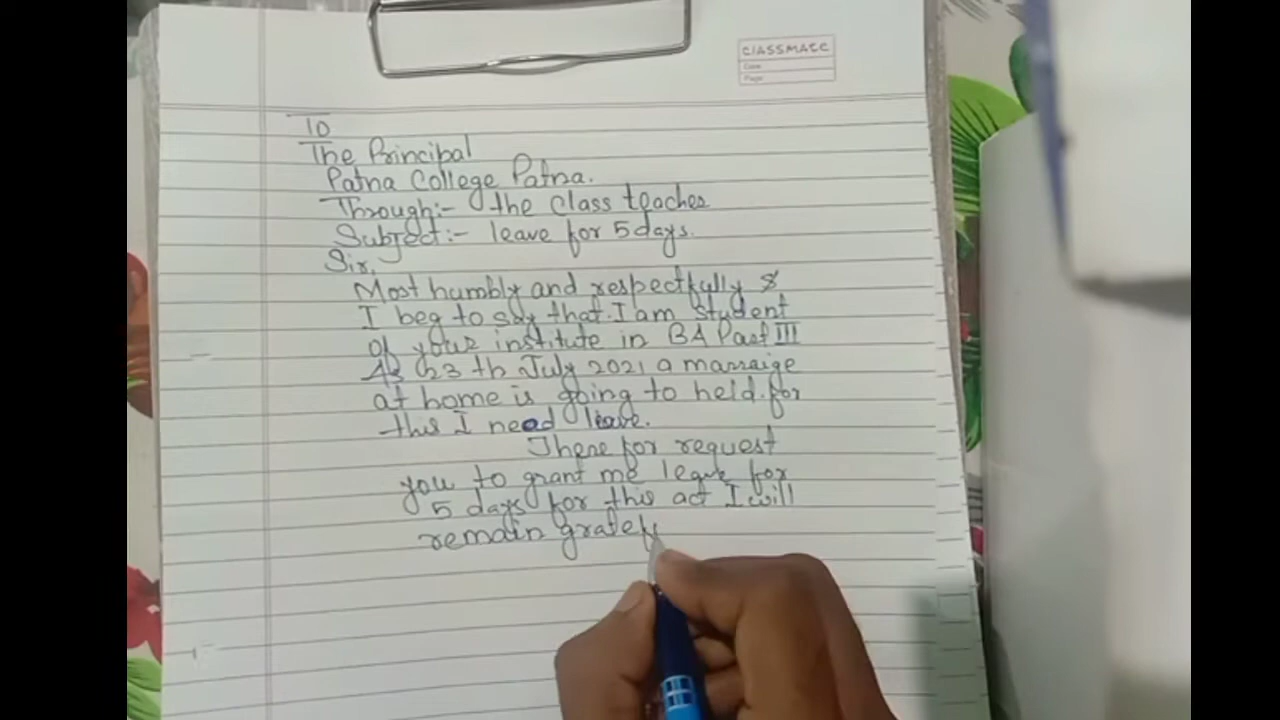 CLASSMATE
Date
Page
To
The Principal
Patna College Patna.
Through:- the Class teacher
Subject:- leave for 5 days.
Sir,
Most humbly and respectfully &
I beg to say that. I am student
of your institute in BA Part III
As 23 th July 2021 a marraige
at home is going to held. for
this I need leave.
There for request
you to grant me leave for
5 days for this act I will
remain gratef